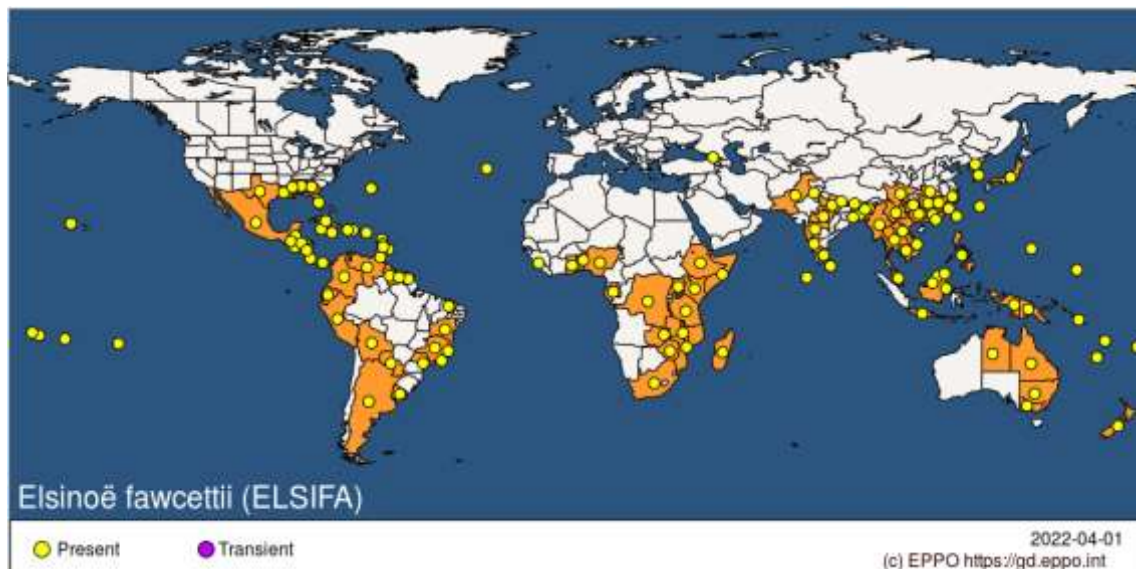 Elsinoë fawcettii (ELSIFA)
Present
Transient
2022-04-01
(c) EPPO https://gd.eppo.int